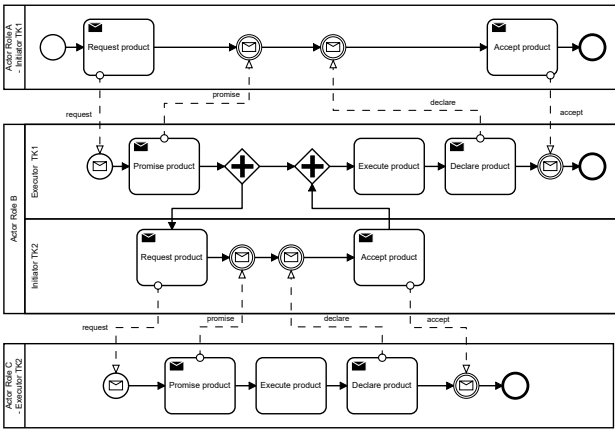 Actor Role A
- Initiator TK1
Request product
Accept product
promise
declare
request
accept
Actor Role B
Executor TK1
Promise product
Execute product
Declare product
Initiator TK2
Request product
Accept product
promise
declare
request
accept
Actor Role C
- Executor TK2
Promise product
Execute product
Declare product